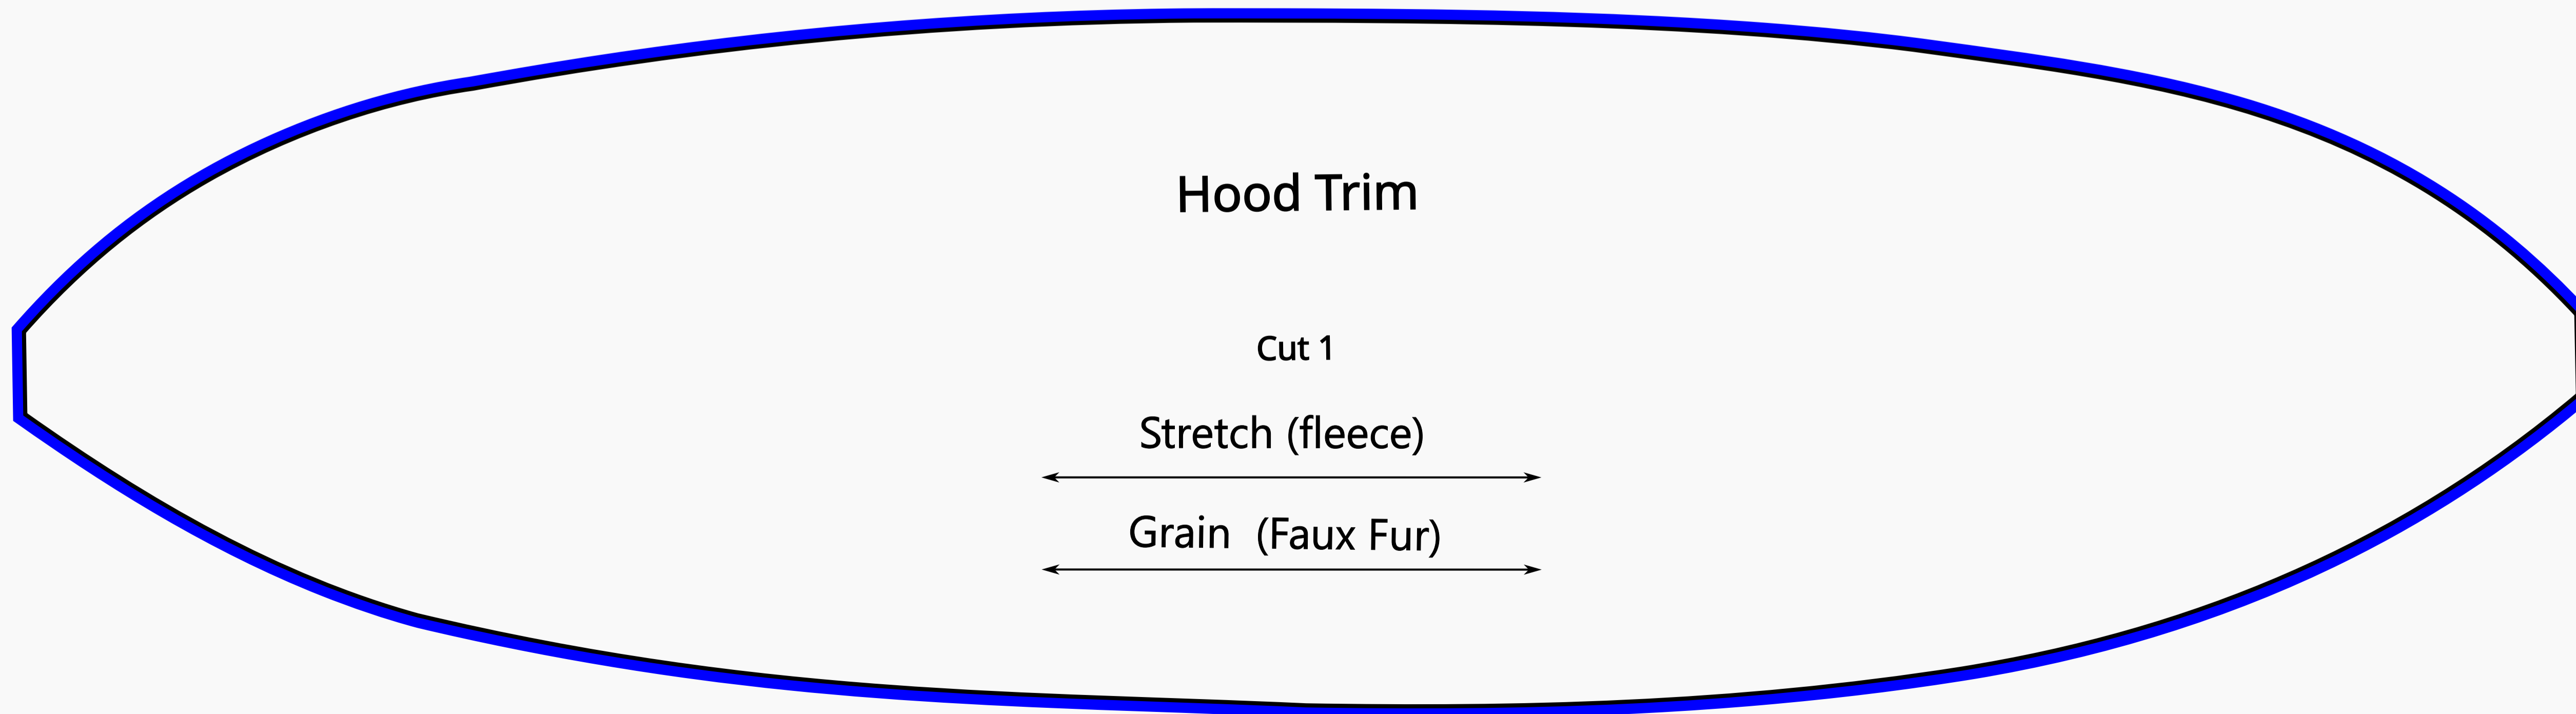 Hood Trim
Cut 1
Stretch (fleece)
Grain (Faux Fur)